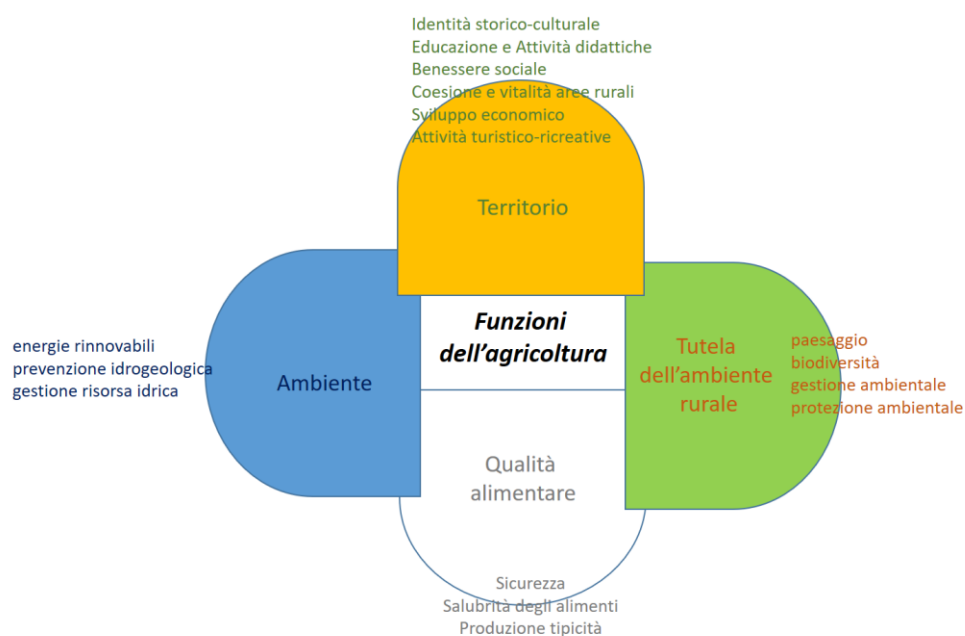 Identità storico-culturale
Educazione e Attività didattiche
Benessere sociale
Coesione e vitalità aree rurali
Sviluppo economico
Attività turistico-ricreative
Territorio
energie rinnovabili
prevenzione idrogeologica
gestione risorsa idrica
Ambiente
Funzioni
dell'agricoltura
Tutela
dell'ambiente
rurale
paesaggio
biodiversità
gestione ambientale
protezione ambientale
Qualità
alimentare
Sicurezza
Salubrità degli alimenti
Produzione tipicità